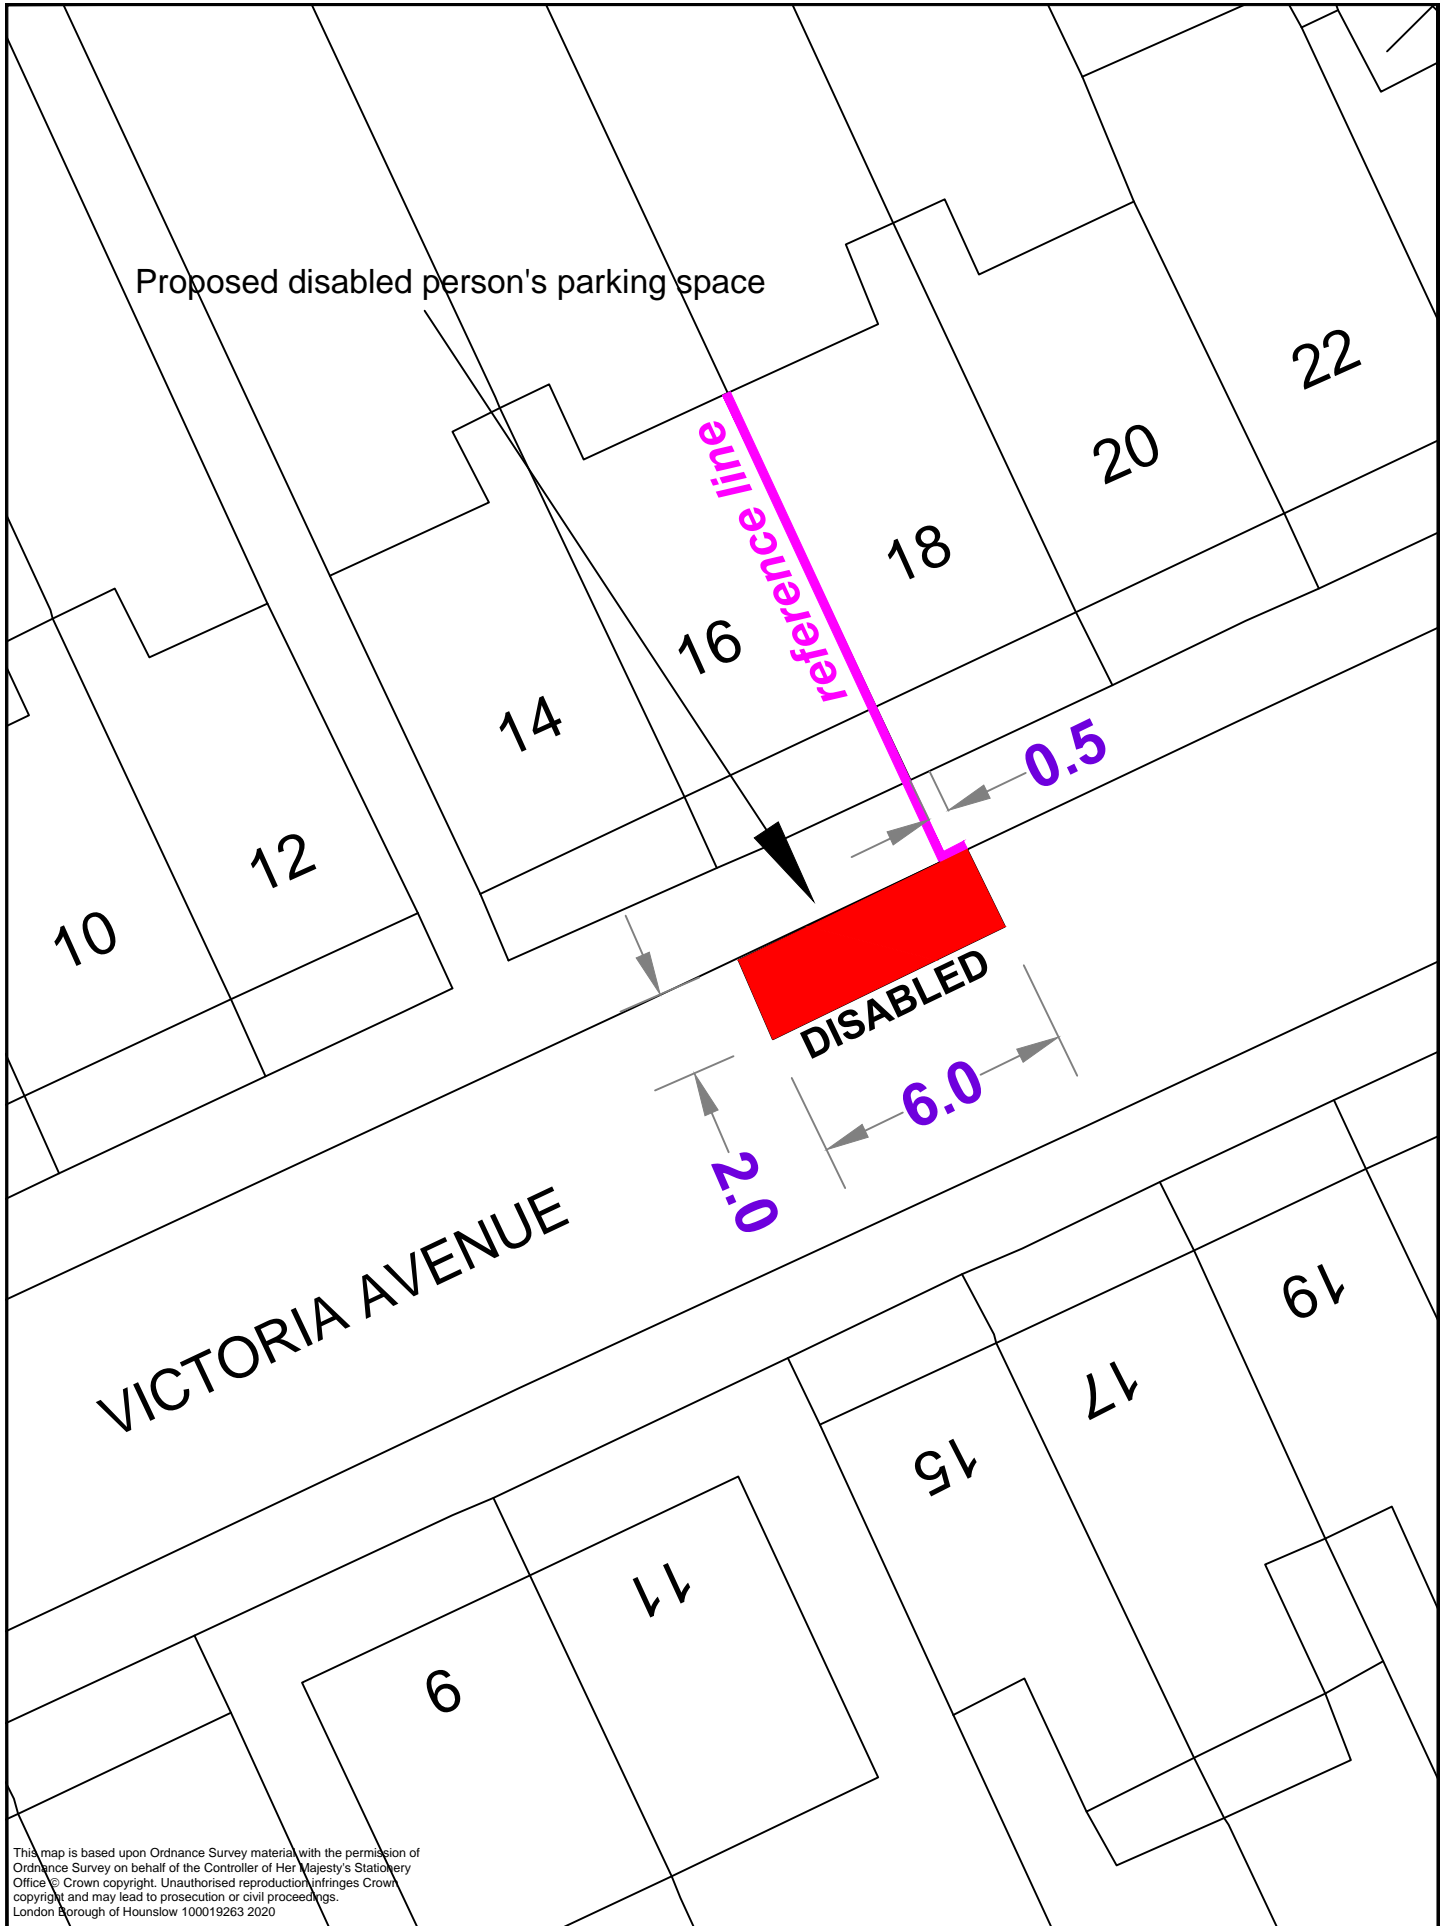 Proposed disabled person's parking space
22
20
18
16
14
12
10
reference line
0.5
DISABLED
6.0
2.0
VICTORIA AVENUE
19
17
15
11
9
This map is based upon Ordnance Survey material with the permission of
Ordnance Survey on behalf of the Controller of Her Majesty's Stationery
Office © Crown copyright. Unauthorised reproduction infringes Crown
copyright and may lead to prosecution or civil proceedings.
London Borough of Hounslow 100019263 2020